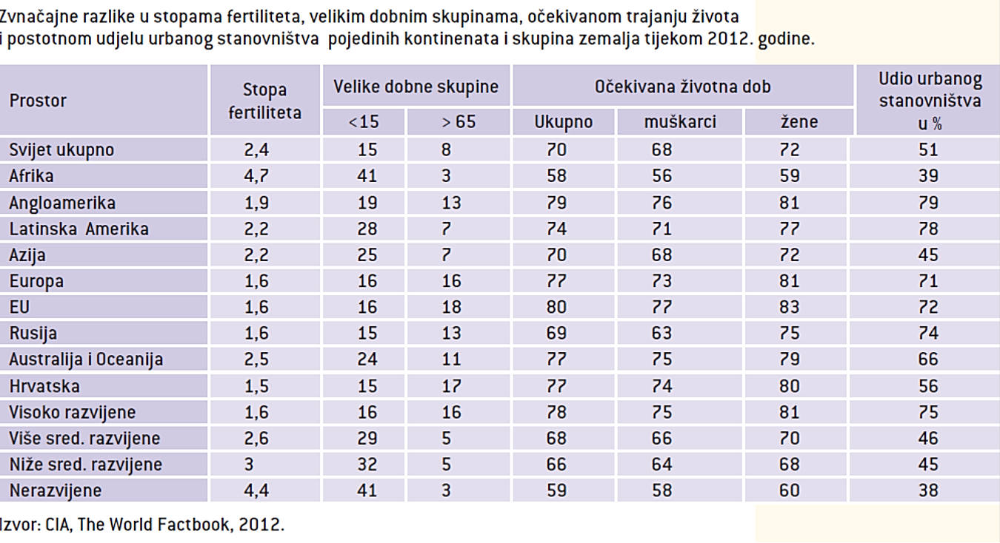 Zvnačajne razlike u stopama fertiliteta, velikim dobnim skupinama, očekivanom trajanju života
i postotnom udjelu urbanog stanovništva pojedinih kontinenata i skupina zemalja tijekom 2012. godine.
Prostor Stopa fertiliteta Velike dobne skupine Očekivana životna dob Udio urbanog stanovništva u %
<15 > 65 Ukupno muškarci žene
Svijet ukupno 2,4 15 8 70 68 72 51
Afrika 4,7 41 3 58 56 59 39
Angloamerika 1,9 19 13 79 76 81 79
Latinska Amerika 2,2 28 7 74 71 77 78
Azija 2,2 25 7 70 68 72 45
Europa 1,6 16 16 77 73 81 71
EU 1,6 16 18 80 77 83 72
Rusija 1,6 15 13 69 63 75 74
Australija i Oceanija 2,5 24 11 77 75 79 66
Hrvatska 1,5 15 17 77 74 80 56
Visoko razvijene 1,6 16 16 78 75 81 75
Više sred. razvijene 2,6 29 5 68 66 70 46
Niže sred. razvijene 3 32 5 66 64 68 45
Nerazvijene 4,4 41 3 59 58 60 38
Izvor: CIA, The World Factbook, 2012.